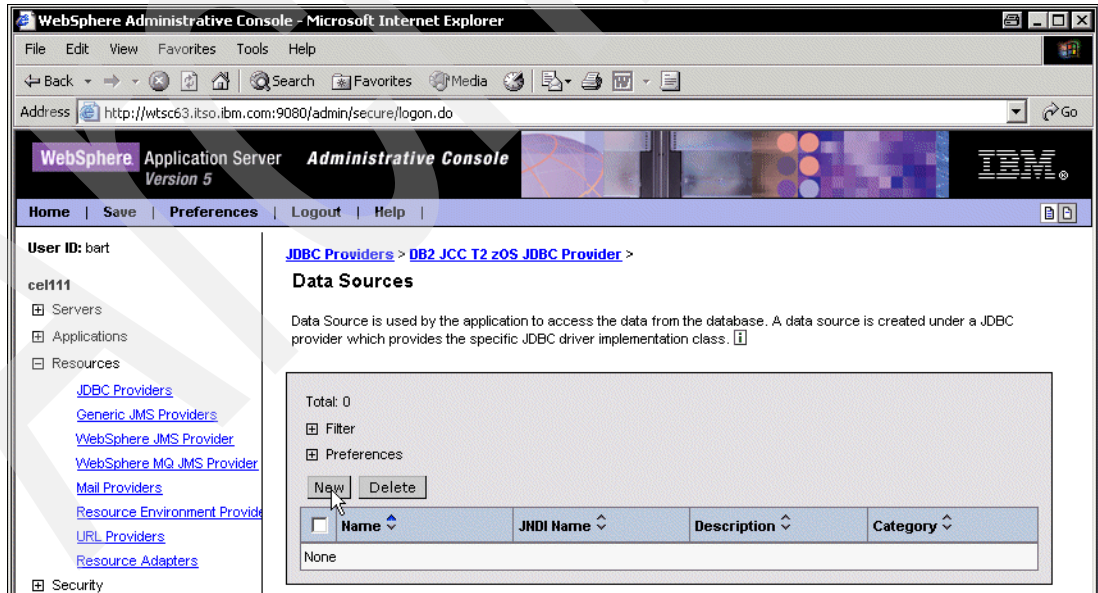 WebSphere Administrative Console - Microsoft Internet Explorer
File Edit View Favorites Tools Help
Back Search Favorites Media
Address http://wtsc63.itso.ibm.com:9080/admin/secure/logon.do Go
WebSphere Application Server Administrative Console
Version 5
IBM®
Home | Save | Preferences | Logout | Help |
User ID: bart
cel111
Servers
Applications
Resources
JDBC Providers
Generic JMS Providers
WebSphere JMS Provider
WebSphere MQ JMS Provider
Mail Providers
Resource Environment Provide
URL Providers
Resource Adapters
Security
JDBC Providers > DB2 JCC T2 zOS JDBC Provider >
Data Sources
Data Source is used by the application to access the data from the database. A data source is created under a JDBC
provider which provides the specific JDBC driver implementation class. i
Total: 0
Filter
Preferences
New Delete
Name JNDI Name Description Category
None